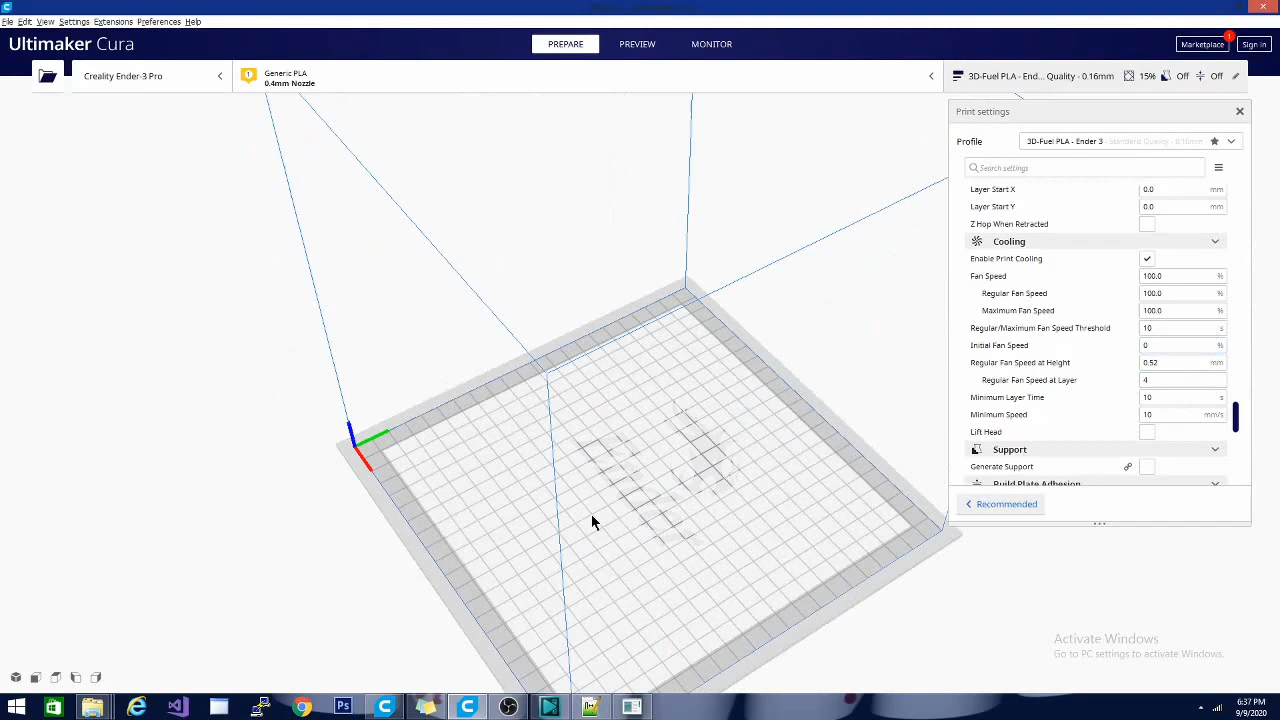 File Edit View Settings Extensions Preferences Help
Ultimaker Cura
PREPARE
PREVIEW
MONITOR
Marketplace
1
Sign in
Creality Ender-3 Pro
1
Generic PLA
0.4mm Nozzle
3D-Fuel PLA - End... Quality - 0.16mm
15%
Off
Off
Print settings
Profile
3D-Fuel PLA - Ender 3 - Standard Quality - 0.16mm
Search settings
Layer Start X 0.0 mm
Layer Start Y 0.0 mm
Z Hop When Retracted
Cooling
Enable Print Cooling
Fan Speed 100.0 %
Regular Fan Speed 100.0 %
Maximum Fan Speed 100.0 %
Regular/Maximum Fan Speed Threshold 10 s
Initial Fan Speed 0 %
Regular Fan Speed at Height 0.52 mm
Regular Fan Speed at Layer 4
Minimum Layer Time 10 s
Minimum Speed 10 mm/s
Lift Head
Support
Generate Support
Build Plate Adhesion
Recommended
Activate Windows
Go to PC settings to activate Windows.
6:37 PM
9/9/2020